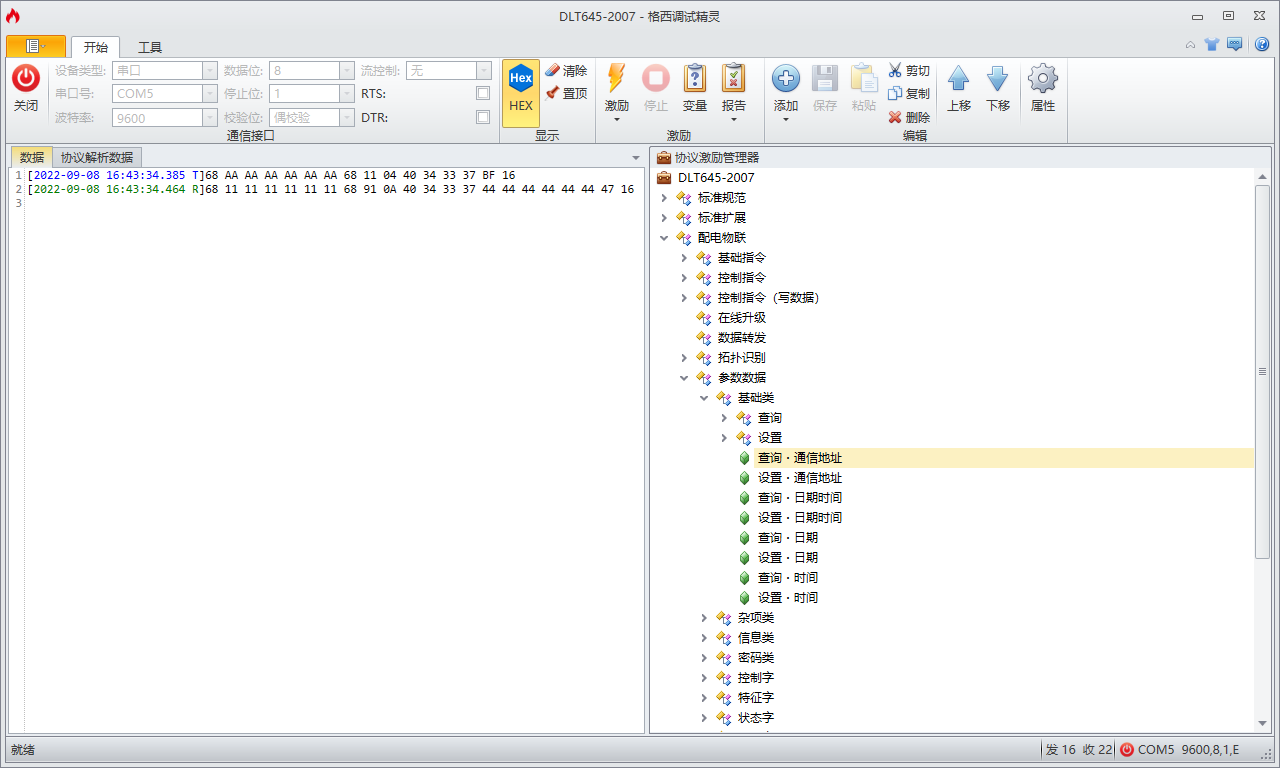 DLT645-2007 - 格西调试精灵
开始 工具
关闭
设备类型: 串口 数据位: 8 流控制: 无
串口号: COM5 停止位: 1 RTS:
波特率: 9600 校验位: 偶校验 DTR:
通信接口
Hex
HEX
清除
置顶
显示
激励 停止 变量 报告
激励
添加 保存 粘贴
剪切
复制
删除
上移 下移
编辑
属性
数据 协议解析数据
1 [2022-09-08 16:43:34.385 T]68 AA AA AA AA AA AA 68 11 04 40 34 33 37 BF 16
2 [2022-09-08 16:43:34.464 R]68 11 11 11 11 11 11 68 91 0A 40 34 33 37 44 44 44 44 44 44 47 16
3
协议激励管理器
DLT645-2007
标准规范
标准扩展
配电物联
基础指令
控制指令
控制指令（写数据）
在线升级
数据转发
拓扑识别
参数数据
基础类
查询
设置
查询·通信地址
设置·通信地址
查询·日期时间
设置·日期时间
查询·日期
设置·日期
查询·时间
设置·时间
杂项类
信息类
密码类
控制字
特征字
状态字
就绪
发 16 收 22 COM5 9600,8,1,E